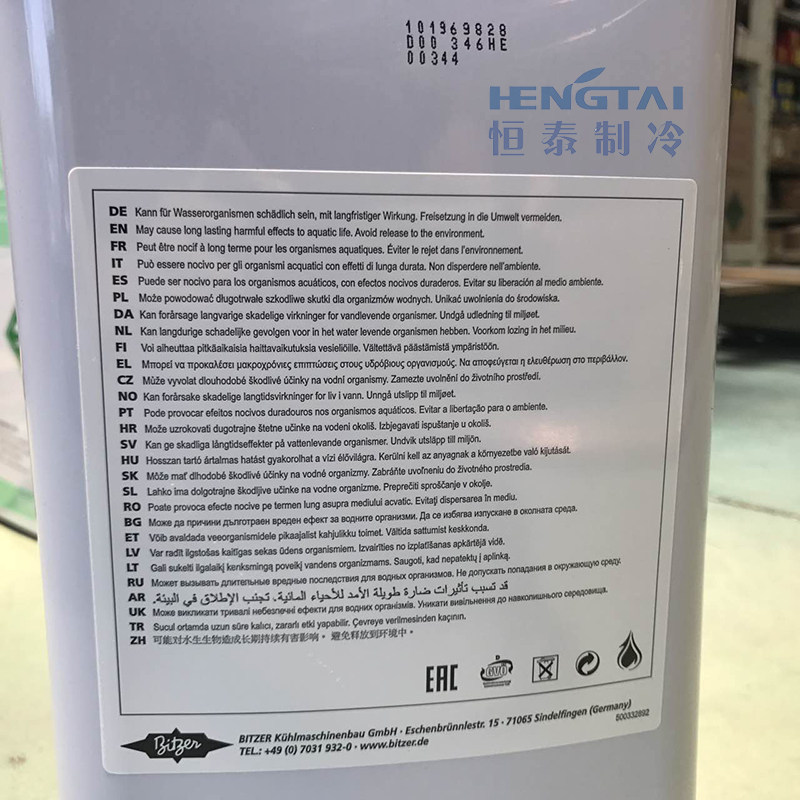 101969828
D00 346HE
00344
HENGTAI
恒泰制冷
DE Kann für Wasserorganismen schädlich sein, mit langfristiger Wirkung. Freisetzung in die Umwelt vermeiden.
EN May cause long lasting harmful effects to aquatic life. Avoid release to the environment.
FR Peut être nocif à long terme pour les organismes aquatiques. Éviter le rejet dans l'environnement.
IT Può essere nocivo per gli organismi acquatici con effetti di lunga durata. Non disperdere nell'ambiente.
ES Puede ser nocivo para los organismos acuáticos, con efectos nocivos duraderos. Evitar su liberación al medio ambiente.
PL Może powodować długotrwałe szkodliwe skutki dla organizmów wodnych. Unikać uwolnienia do środowiska.
DA Kan forårsage langvarige skadelige virkninger for vandlevende organismer. Undgå udledning til miljøet.
NL Kan langdurige schadelijke gevolgen voor in het water levende organismen hebben. Voorkom lozing in het milieu.
FI Voi aiheuttaa pitkäaikaisia haittavaikutuksia vesieliöille. Vältettävä päästämistä ympäristöön.
EL Μπορεί να προκαλέσει μακροχρόνιες επιπτώσεις στους υδρόβιους οργανισμούς. Να αποφεύγεται η ελευθέρωση στο περιβάλλον.
CZ Může vyvolat dlouhodobé škodlivé účinky na vodní organismy. Zamezte uvolnění do životního prostředí.
NO Kan forårsake skadelige langtidsvirkninger for liv i vann. Unngå utslipp til miljøet.
PT Pode provocar efeitos nocivos duradouros nos organismos aquáticos. Evitar a libertação para o ambiente.
HR Može uzrokovati dugotrajne štetne učinke na vodeni okoliš. Izbjegavati ispuštanje u okoliš.
SV Kan ge skadliga långtidseffekter på vattenlevande organismer. Undvik utsläpp till miljön.
HU Hosszan tartó ártalmas hatást gyakorolhat a vízi élővilágra. Kerülni kell az anyagnak a környezetbe való kijutását.
SK Môže mať dlhodobé škodlivé účinky na vodné organizmy. Zabráňte uvoľneniu do životného prostredia.
SL Lahko ima dolgotrajne škodljive učinke na vodne organizme. Preprečiti sproščanje v okolje.
RO Poate provoca efecte nocive pe termen lung asupra mediului acvatic. Evitaţi dispersarea în mediu.
BG Може да причини дълготраен вреден ефект за водните организми. Да се избягва изпускане в околната среда.
ET Võib avaldada veeorganismidele pikaajalist kahjulikku toimet. Vältida sattumist keskkonda.
LV Var radīt ilgstošas kaitīgas sekas ūdens organismiem. Izvairīties no izplatīšanas apkārtējā vidē.
LT Gali sukelti ilgalaikį kenksmingą poveikį vandens organizmams. Saugoti, kad nepatektų į aplinką.
RU Может вызывать длительные вредные последствия для водных организмов. Не допускать попадания в окружающую среду.
AR قد تسبب تأثيرات ضارة طويلة الأمد للأحياء المائية. تجنب الإطلاق في البيئة.
UK Може викликати тривалі небезпечні ефекти для водних організмів. Уникати вивільнення до навколишнього середовища.
TR Sucul ortamda uzun süre kalıcı, zararlı etki yapabilir. Çevreye verilmesinden kaçının.
ZH 可能对水生生物造成长期持续有害影响。避免释放到环境中。
EAC
Bitzer
BITZER Kühlmaschinenbau GmbH · Eschenbrünnlestr. 15 · 71065 Sindelfingen (Germany)
TEL.: +49 (0) 7031 932-0 · www.bitzer.de
500332692